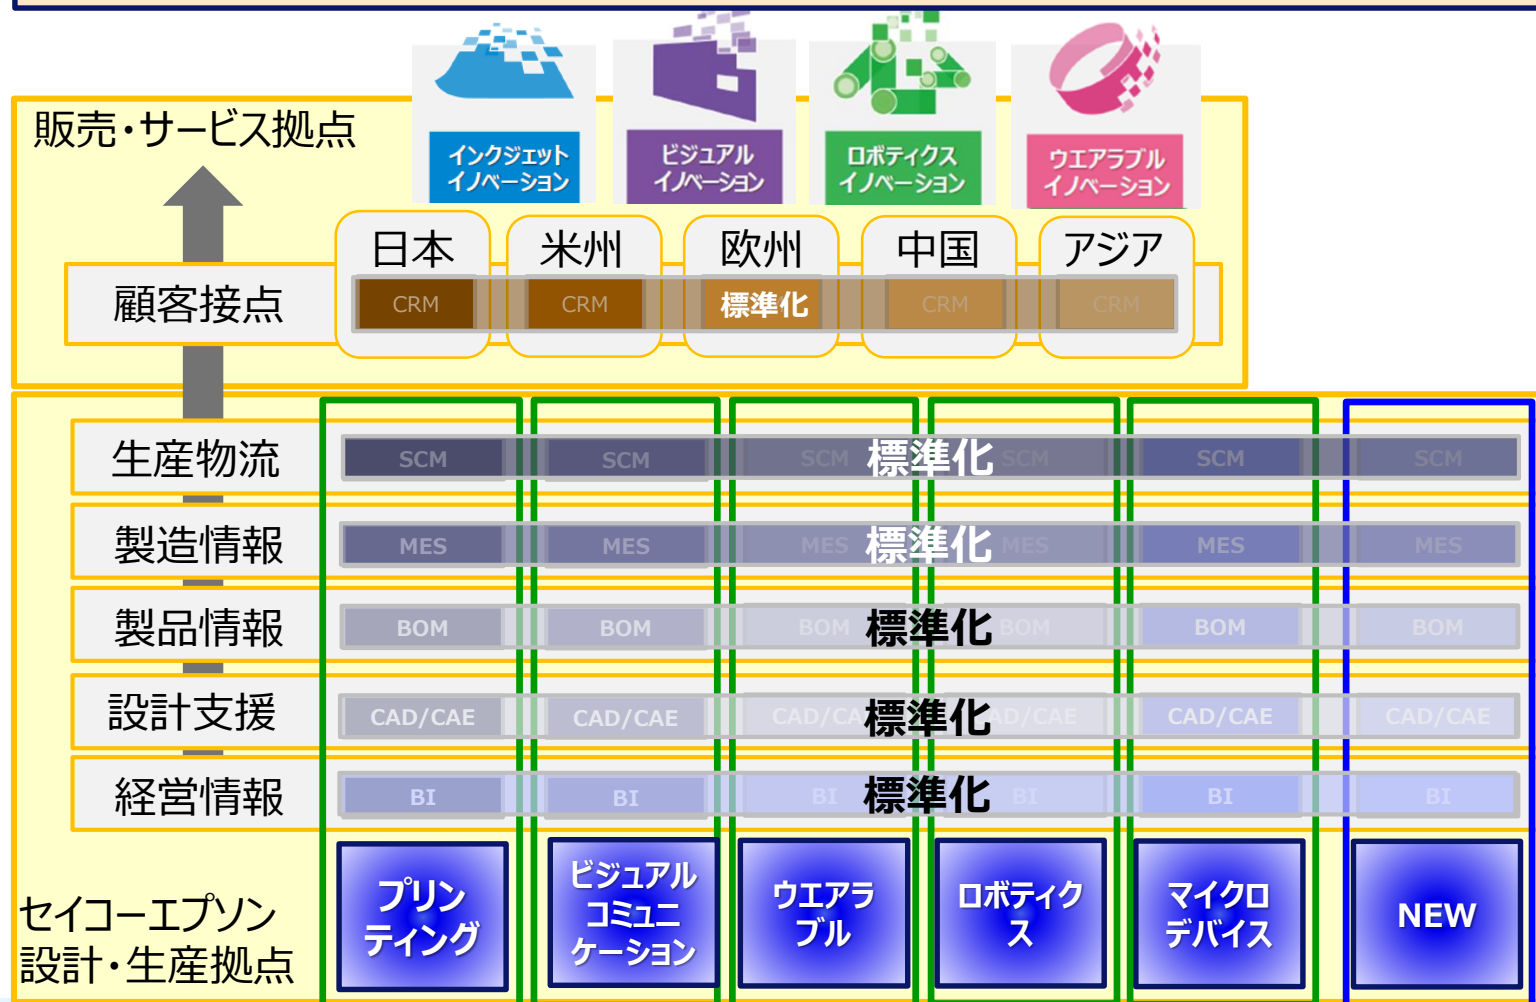 販売・サービス拠点
インクジェット
イノベーション
ビジュアル
イノベーション
ロボティクス
イノベーション
ウエアラブル
イノベーション
日本
米州
欧州
中国
アジア
顧客接点
CRM
CRM
標準化
CRM
CRM
生産物流
SCM
SCM
SCM
標準化
SCM
SCM
SCM
製造情報
MES
MES
MES
標準化
MES
MES
MES
製品情報
BOM
BOM
BOM
標準化
BOM
BOM
BOM
設計支援
CAD/CAE
CAD/CAE
CAD/CA
標準化
AD/CAE
CAD/CAE
CAD/CAE
経営情報
BI
BI
BI
標準化
BI
BI
BI
セイコーエプソン
設計・生産拠点
プリン
ティング
ビジュアル
コミュニ
ケーション
ウエアラ
ブル
ロボティク
ス
マイクロ
デバイス
NEW